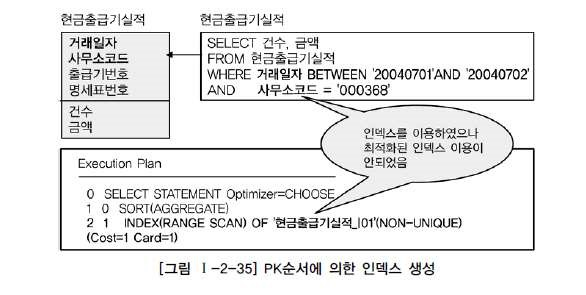 현금출급기실적
거래일자
사무소코드
출급기번호
명세표번호
건수
금액
현금출급기실적
SELECT 건수, 금액
FROM 현금출급기실적
WHERE 거래일자 BETWEEN '20040701'AND '20040702'
AND 사무소코드 = '000368'
인덱스를 이용하였으나
최적화된 인덱스 이용이
안되었음
Execution Plan
0 SELECT STATEMENT Optimizer=CHOOSE
1 0 SORT(AGGREGATE)
2 1 INDEX(RANGE SCAN) OF '현금출급기실적_I01'(NON-UNIQUE)
(Cost=1 Card=1)
[그림 Ⅰ-2-35] PK순서에 의한 인덱스 생성